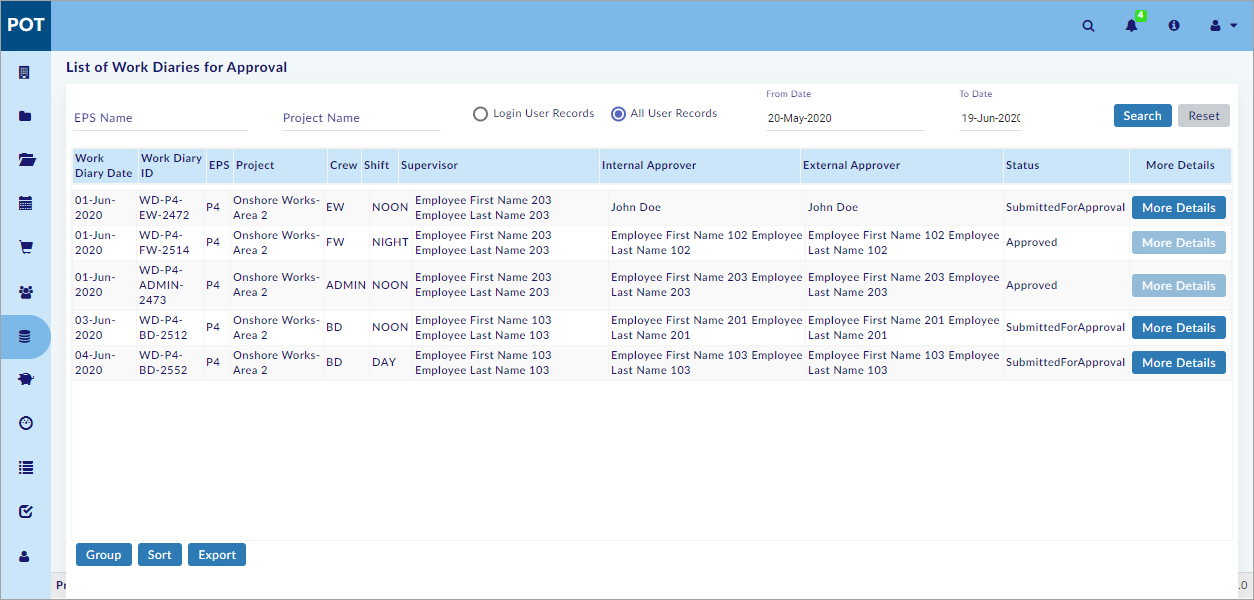 POT
4
List of Work Diaries for Approval
EPS Name
Project Name
Login User Records
All User Records
From Date
20-May-2020
To Date
19-Jun-2020
Search
Reset
Work Diary Date
Work Diary ID
EPS
Project
Crew
Shift
Supervisor
Internal Approver
External Approver
Status
More Details
01-Jun-
2020
WD-P4-
EW-2472
P4
Onshore Works-
Area 2
EW
NOON
Employee First Name 203
Employee Last Name 203
John Doe
John Doe
SubmittedForApproval
More Details
01-Jun-
2020
WD-P4-
FW-2514
P4
Onshore Works-
Area 2
FW
NIGHT
Employee First Name 203
Employee Last Name 203
Employee First Name 102 Employee
Last Name 102
Employee First Name 102 Employee
Last Name 102
Approved
More Details
01-Jun-
2020
WD-P4-
ADMIN-
2473
P4
Onshore Works-
Area 2
ADMIN
NOON
Employee First Name 203
Employee Last Name 203
Employee First Name 203 Employee
Last Name 203
Employee First Name 203 Employee
Last Name 203
Approved
More Details
03-Jun-
2020
WD-P4-
BD-2512
P4
Onshore Works-
Area 2
BD
NOON
Employee First Name 103
Employee Last Name 103
Employee First Name 201 Employee
Last Name 201
Employee First Name 201 Employee
Last Name 201
SubmittedForApproval
More Details
04-Jun-
2020
WD-P4-
BD-2552
P4
Onshore Works-
Area 2
BD
DAY
Employee First Name 103
Employee Last Name 103
Employee First Name 103 Employee
Last Name 103
Employee First Name 103 Employee
Last Name 103
SubmittedForApproval
More Details
Group
Sort
Export